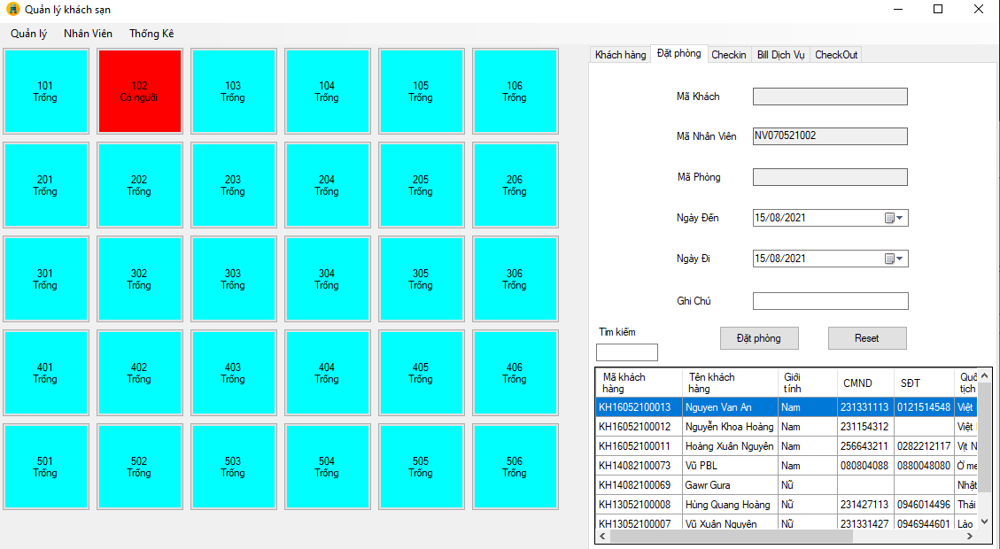 Quản lý khách sạn
Quản lý Nhân Viên Thống Kê
101 102 103 104 105 106
Trống Có người Trống Trống Trống Trống
201 202 203 204 205 206
Trống Trống Trống Trống Trống Trống
301 302 303 304 305 306
Trống Trống Trống Trống Trống Trống
401 402 403 404 405 406
Trống Trống Trống Trống Trống Trống
501 502 503 504 505 506
Trống Trống Trống Trống Trống Trống
Khách hàng Đặt phòng Checkin Bill Dịch Vụ CheckOut
Mã Khách
Mã Nhân Viên NV070521002
Mã Phòng
Ngày Đến 15/08/2021
Ngày Đi 15/08/2021
Ghi Chú
Tìm kiếm
Đặt phòng Reset
Mã khách hàng Tên khách hàng Giới tính CMND SĐT Quố tịch
KH16052100013 Nguyen Van An Nam 231331113 0121514548 Việt
KH16052100012 Nguyễn Khoa Hoàng Nam 231154312 Việt
KH16052100011 Hoàng Xuân Nguyên Nam 256643211 0282212117 Vịt N
KH14082100073 Vũ PBL Nam 080804088 0880048080 Ở me
KH14082100069 Gawr Gura Nữ Nhật
KH13052100008 Hùng Quang Hoàng Nữ 231427113 0946014496 Thái
KH13052100007 Vũ Xuân Nguyên Nữ 231331427 0946944601 Lào